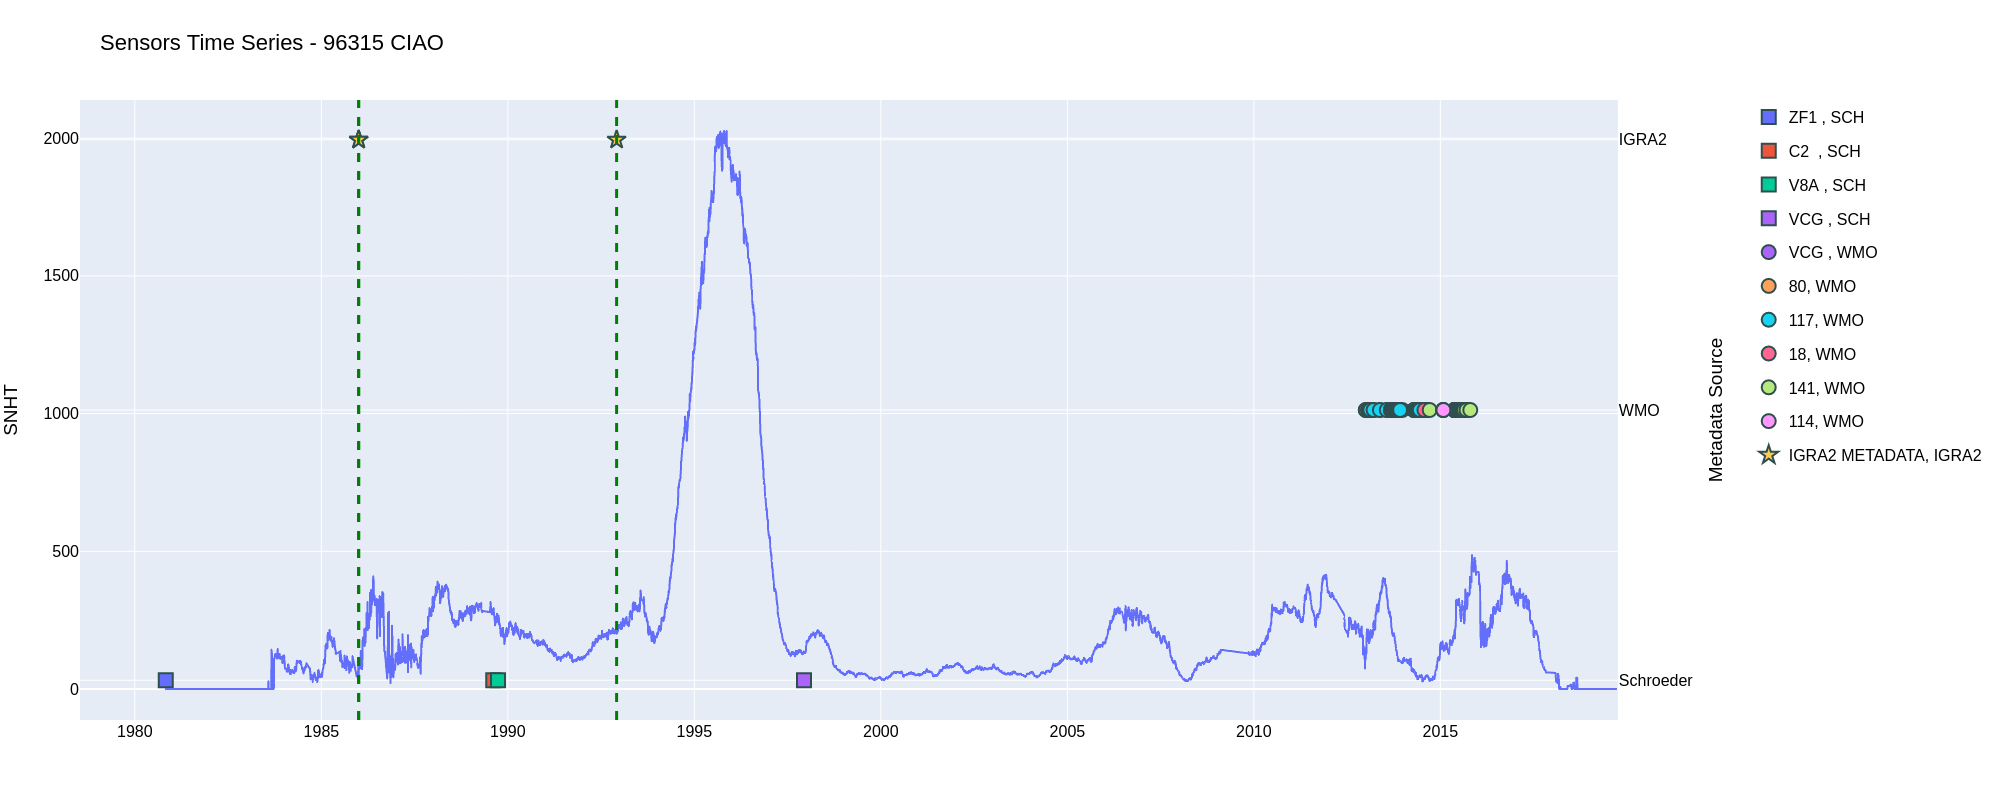 Sensors Time Series - 96315 CIAO
SNHT
2000
1500
1000
500
0
1980
1985
1990
1995
2000
2005
2010
2015
IGRA2
WMO
Schroeder
Metadata Source
ZF1 , SCH
C2  , SCH
V8A , SCH
VCG , SCH
VCG , WMO
80, WMO
117, WMO
18, WMO
141, WMO
114, WMO
IGRA2 METADATA, IGRA2